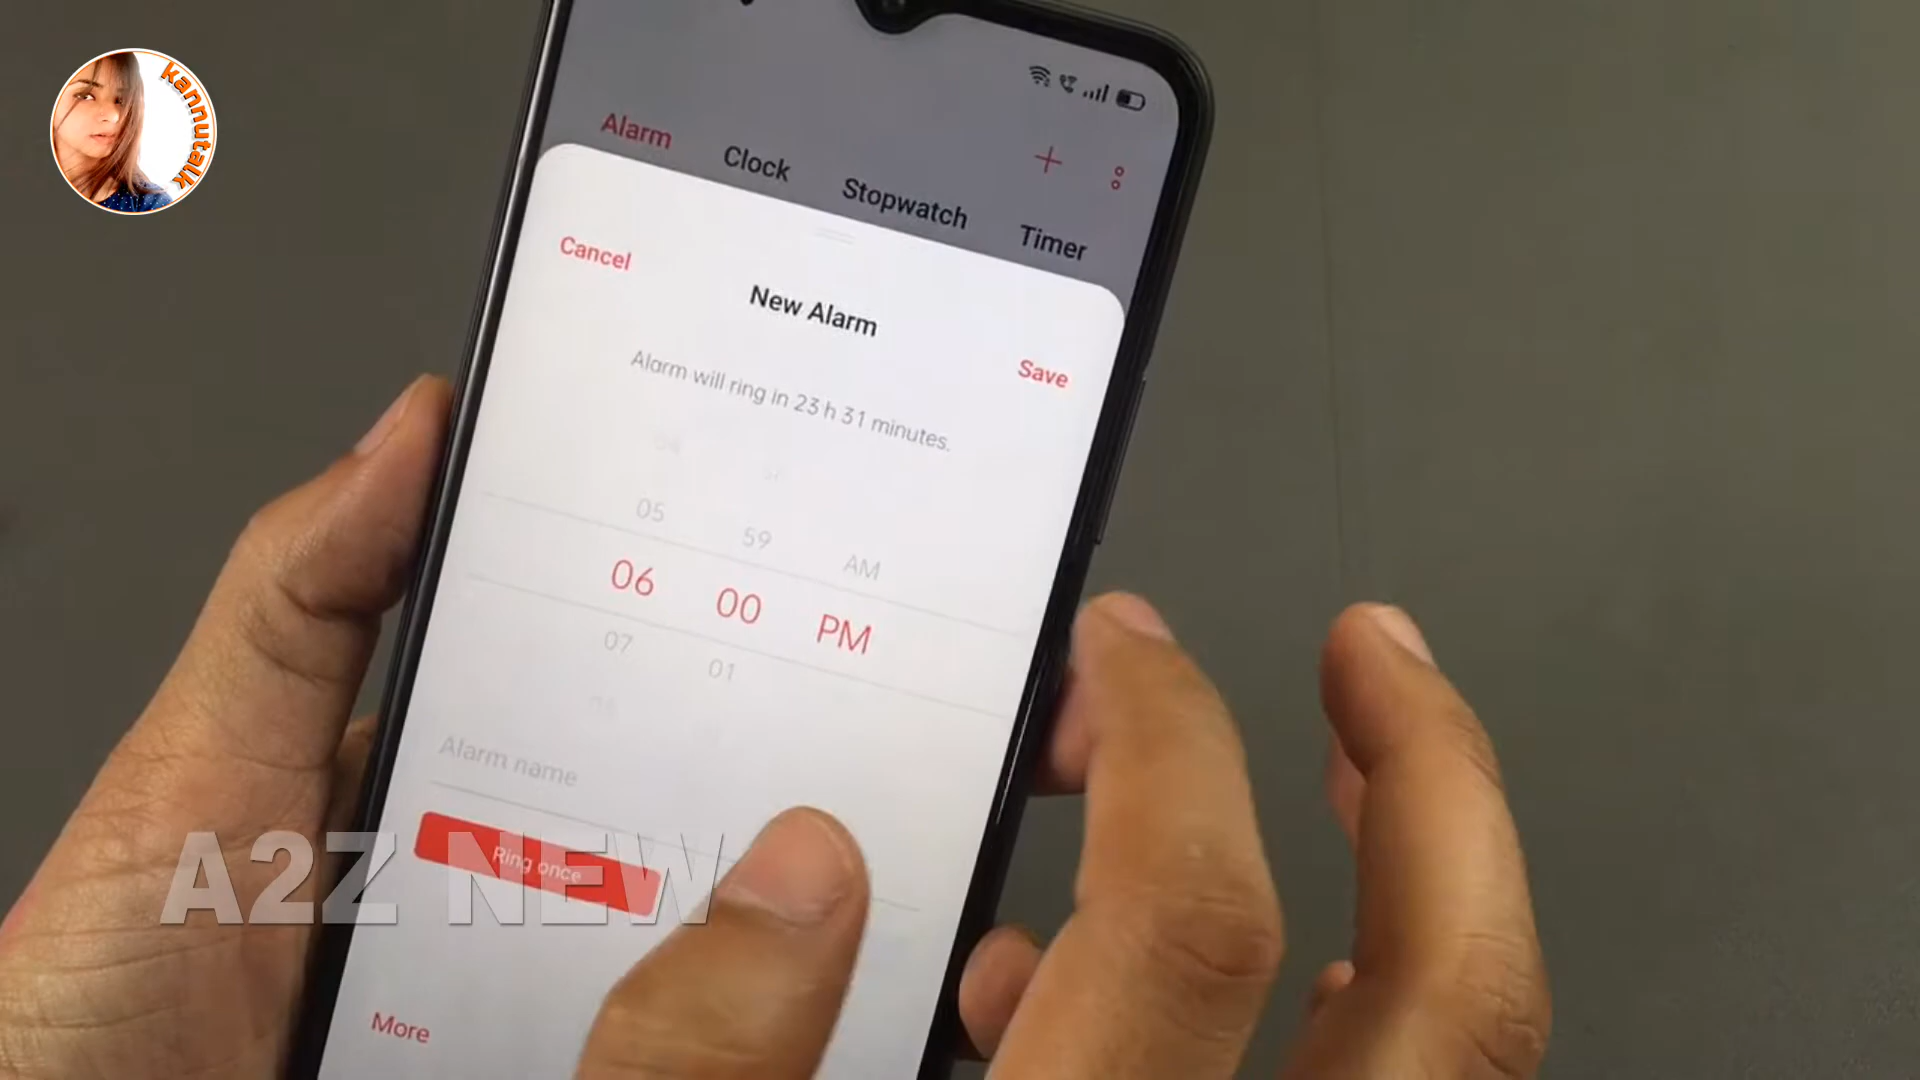 kannutalk
Alarm
Clock
Stopwatch
Timer
Cancel
New Alarm
Save
Alarm will ring in 23 h 31 minutes.
05 59 AM
06 00 PM
07 01
Alarm name
Ring once
A2Z NEW
More